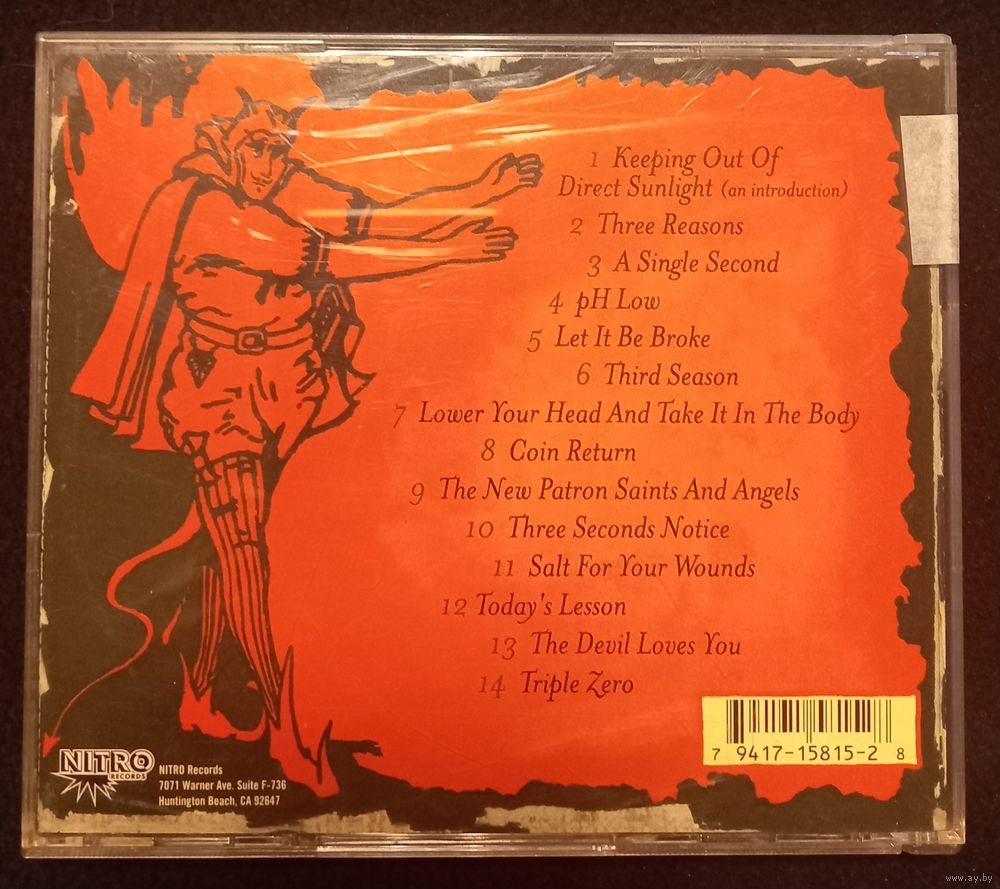 1 Keeping Out Of
Direct Sunlight (an introduction)
2 Three Reasons
3 A Single Second
4 pH Low
5 Let It Be Broke
6 Third Season
7 Lower Your Head And Take It In The Body
8 Coin Return
9 The New Patron Saints And Angels
10 Three Seconds Notice
11 Salt For Your Wounds
12 Today's Lesson
13 The Devil Loves You
14 Triple Zero
7 9417-15815-2 8
NITRO
RECORDS
NITRO Records
7071 Warner Ave. Suite F-736
Huntington Beach, CA 92647
www.ay.by